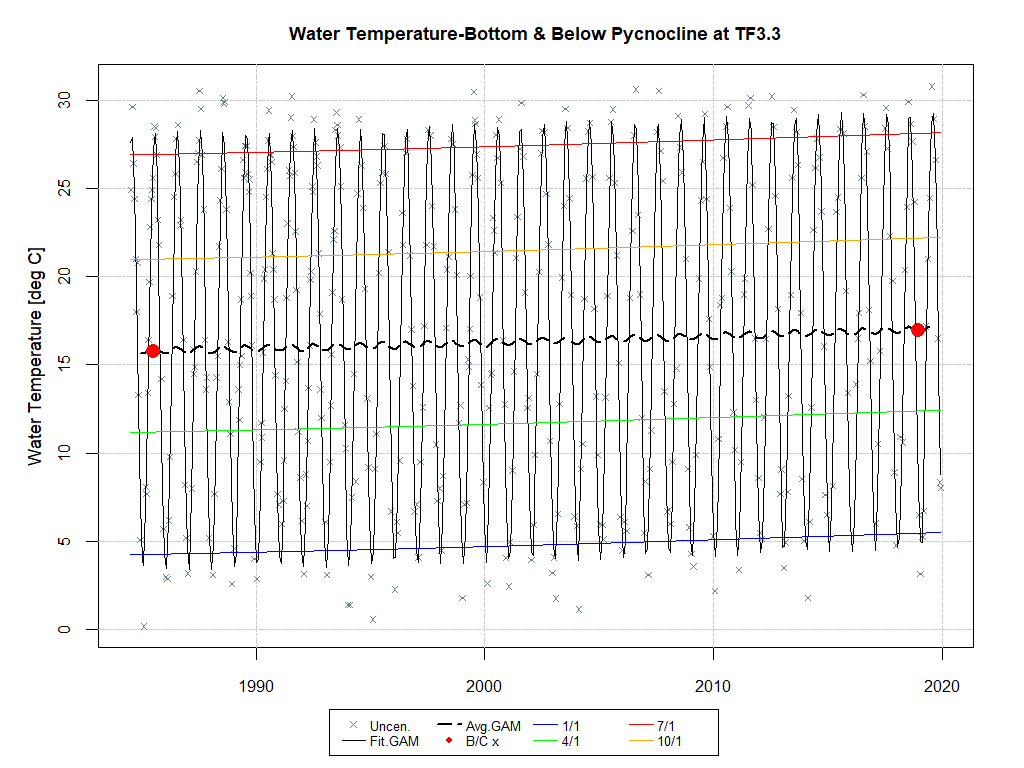 Water Temperature-Bottom & Below Pycnocline at TF3.3
Water Temperature [deg C]
30
25
20
15
10
5
0
1990 2000 2010 2020
Uncen. Avg.GAM 1/1 7/1
Fit.GAM B/C x 4/1 10/1